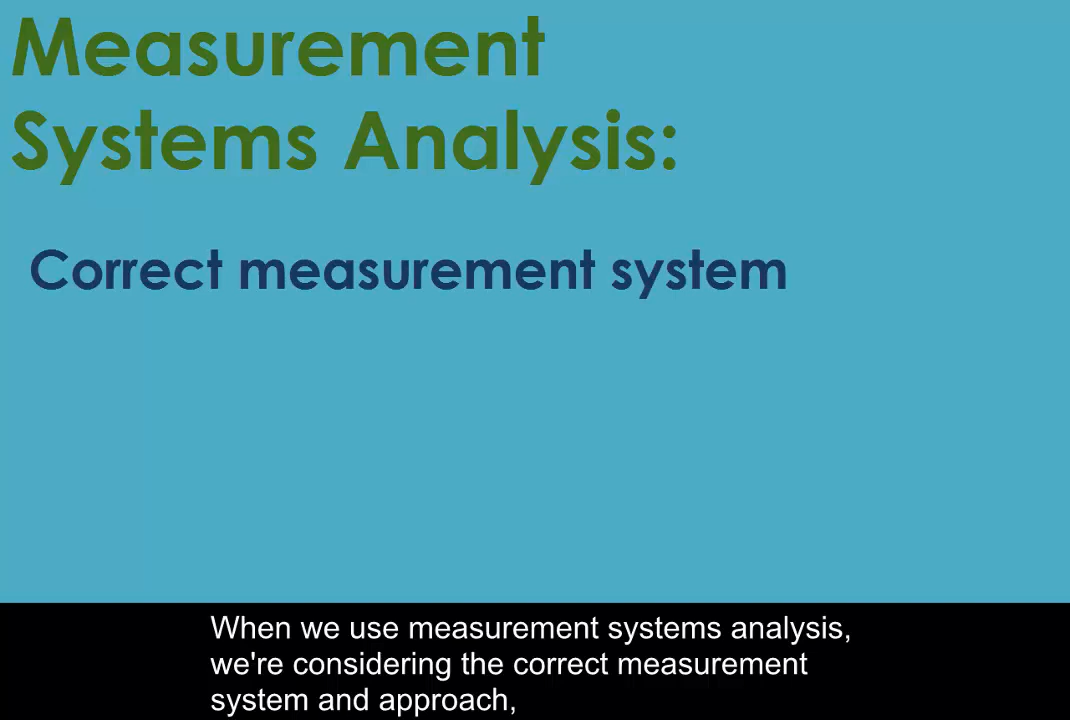 Measurement
Systems Analysis:
Correct measurement system
When we use measurement systems analysis,
we're considering the correct measurement
system and approach,